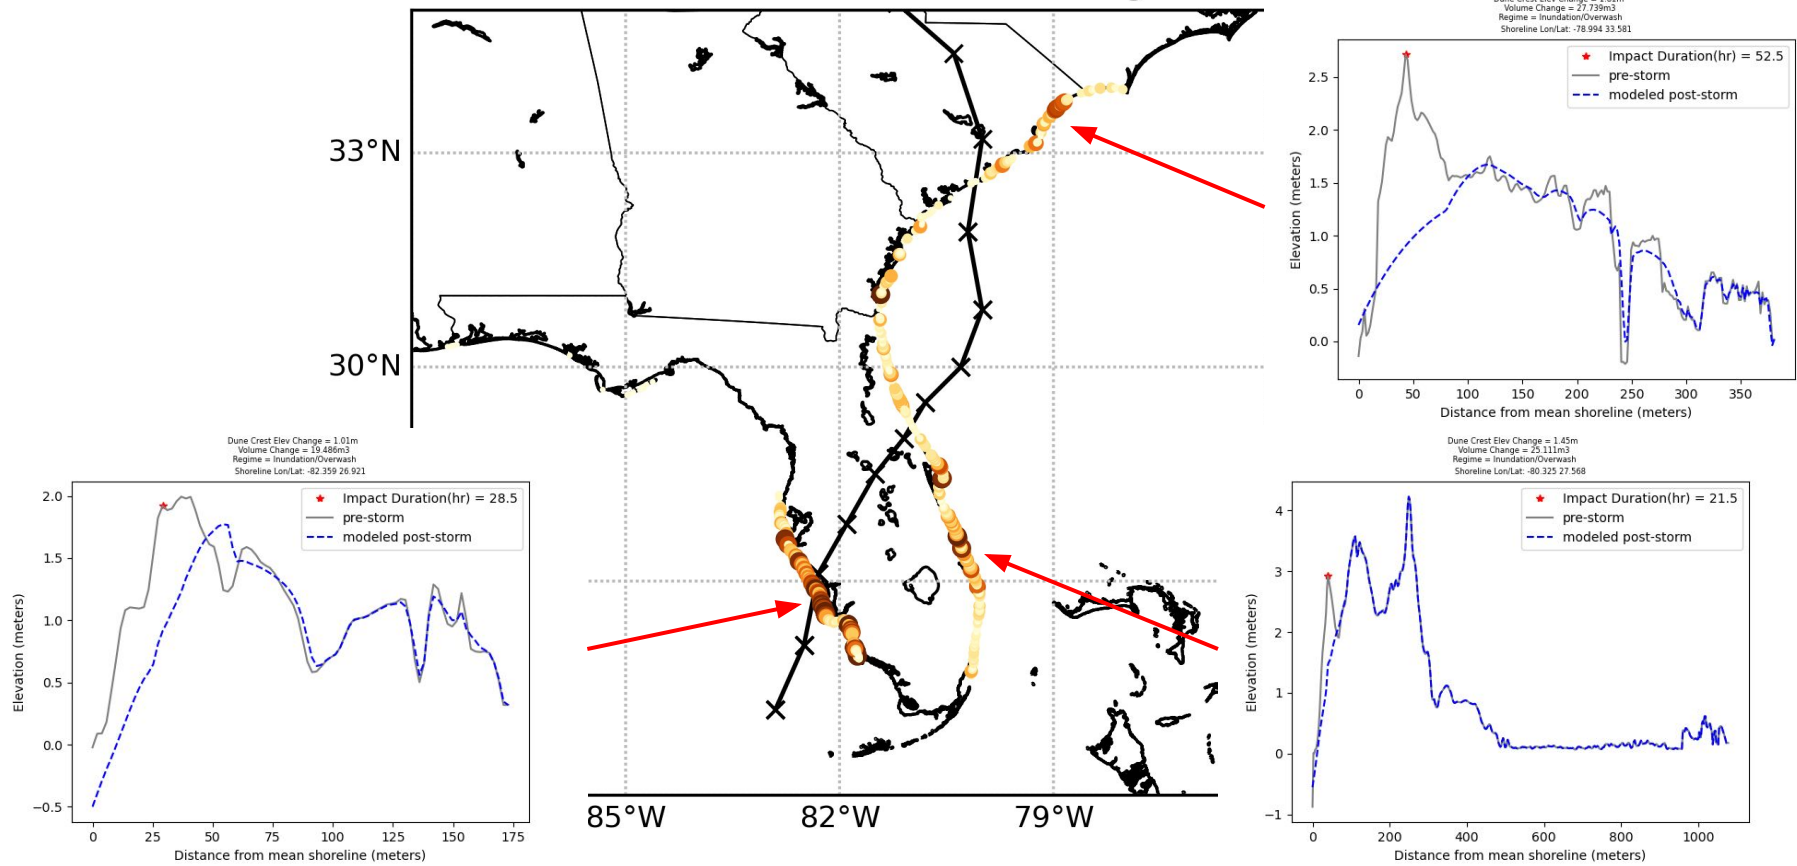 Volume Change = 27.739m3
Regime = Inundation/Overwash
Shoreline Lon/Lat: -78.994 33.581
Impact Duration(hr) = 52.5
pre-storm
modeled post-storm
2.5
2.0
1.5
1.0
0.5
0.0
Elevation (meters)
0 50 100 150 200 250 300 350
Distance from mean shoreline (meters)
33°N
30°N
85°W 82°W 79°W
Dune Crest Elev Change = 1.01m
Volume Change = 19.486m3
Regime = Inundation/Overwash
Shoreline Lon/Lat: -82.359 26.921
Impact Duration(hr) = 28.5
pre-storm
modeled post-storm
2.0
1.5
1.0
0.5
0.0
−0.5
Elevation (meters)
0 25 50 75 100 125 150 175
Distance from mean shoreline (meters)
Dune Crest Elev Change = 1.45m
Volume Change = 25.111m3
Regime = Inundation/Overwash
Shoreline Lon/Lat: -80.325 27.568
Impact Duration(hr) = 21.5
pre-storm
modeled post-storm
4
3
2
1
0
−1
Elevation (meters)
0 200 400 600 800 1000
Distance from mean shoreline (meters)